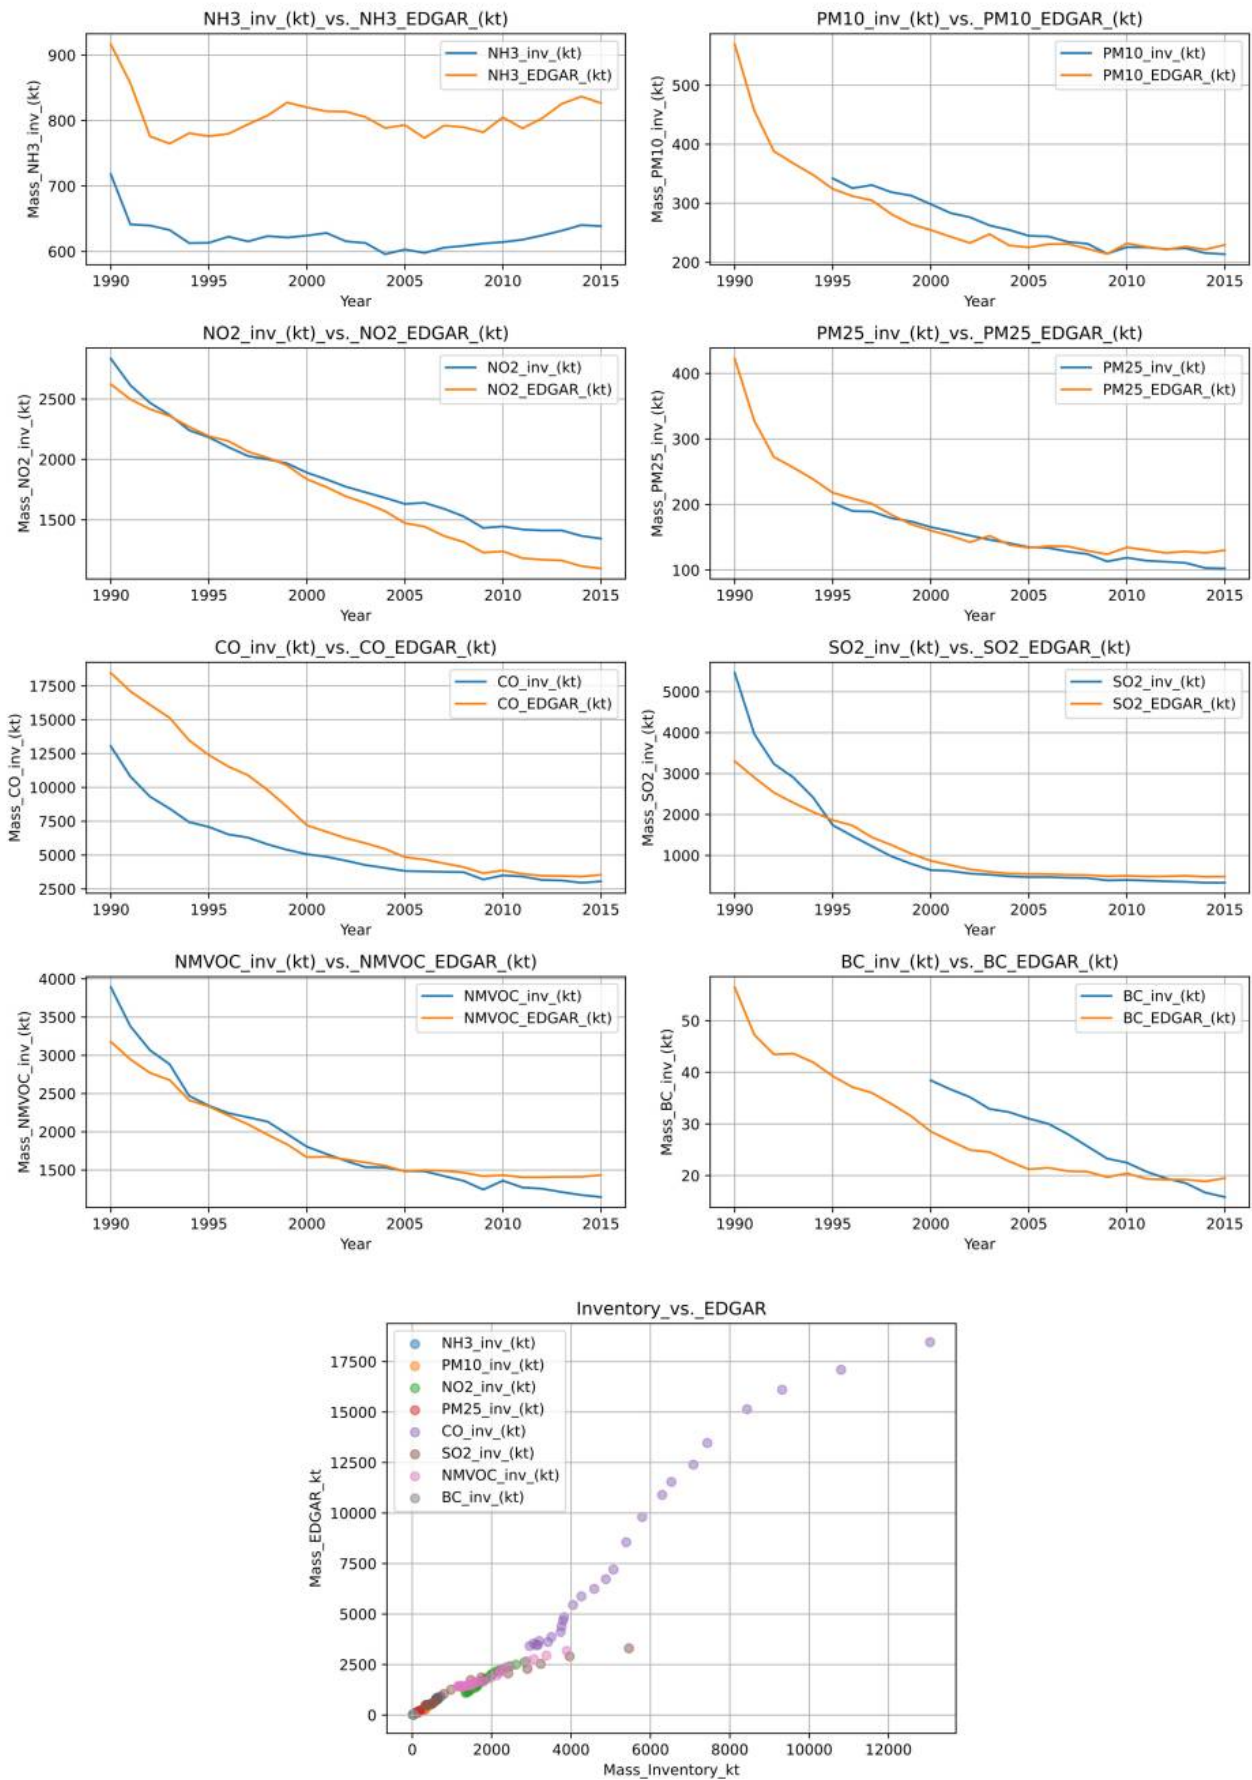 NH3_inv_(kt)_vs._NH3_EDGAR_(kt)
NH3_inv_(kt)
NH3_EDGAR_(kt)
Mass_NH3_inv_(kt)
900
800
700
600
1990 1995 2000 2005 2010 2015
Year
PM10_inv_(kt)_vs._PM10_EDGAR_(kt)
PM10_inv_(kt)
PM10_EDGAR_(kt)
Mass_PM10_inv_(kt)
500
400
300
200
1990 1995 2000 2005 2010 2015
Year
NO2_inv_(kt)_vs._NO2_EDGAR_(kt)
NO2_inv_(kt)
NO2_EDGAR_(kt)
Mass_NO2_inv_(kt)
2500
2000
1500
1990 1995 2000 2005 2010 2015
Year
PM25_inv_(kt)_vs._PM25_EDGAR_(kt)
PM25_inv_(kt)
PM25_EDGAR_(kt)
Mass_PM25_inv_(kt)
400
300
200
100
1990 1995 2000 2005 2010 2015
Year
CO_inv_(kt)_vs._CO_EDGAR_(kt)
CO_inv_(kt)
CO_EDGAR_(kt)
Mass_CO_inv_(kt)
17500
15000
12500
10000
7500
5000
2500
1990 1995 2000 2005 2010 2015
Year
SO2_inv_(kt)_vs._SO2_EDGAR_(kt)
SO2_inv_(kt)
SO2_EDGAR_(kt)
Mass_SO2_inv_(kt)
5000
4000
3000
2000
1000
1990 1995 2000 2005 2010 2015
Year
NMVOC_inv_(kt)_vs._NMVOC_EDGAR_(kt)
NMVOC_inv_(kt)
NMVOC_EDGAR_(kt)
Mass_NMVOC_inv_(kt)
4000
3500
3000
2500
2000
1500
1990 1995 2000 2005 2010 2015
Year
BC_inv_(kt)_vs._BC_EDGAR_(kt)
BC_inv_(kt)
BC_EDGAR_(kt)
Mass_BC_inv_(kt)
50
40
30
20
1990 1995 2000 2005 2010 2015
Year
Inventory_vs._EDGAR
NH3_inv_(kt)
PM10_inv_(kt)
NO2_inv_(kt)
PM25_inv_(kt)
CO_inv_(kt)
SO2_inv_(kt)
NMVOC_inv_(kt)
BC_inv_(kt)
Mass_EDGAR_kt
17500
15000
12500
10000
7500
5000
2500
0
0 2000 4000 6000 8000 10000 12000
Mass_Inventory_kt